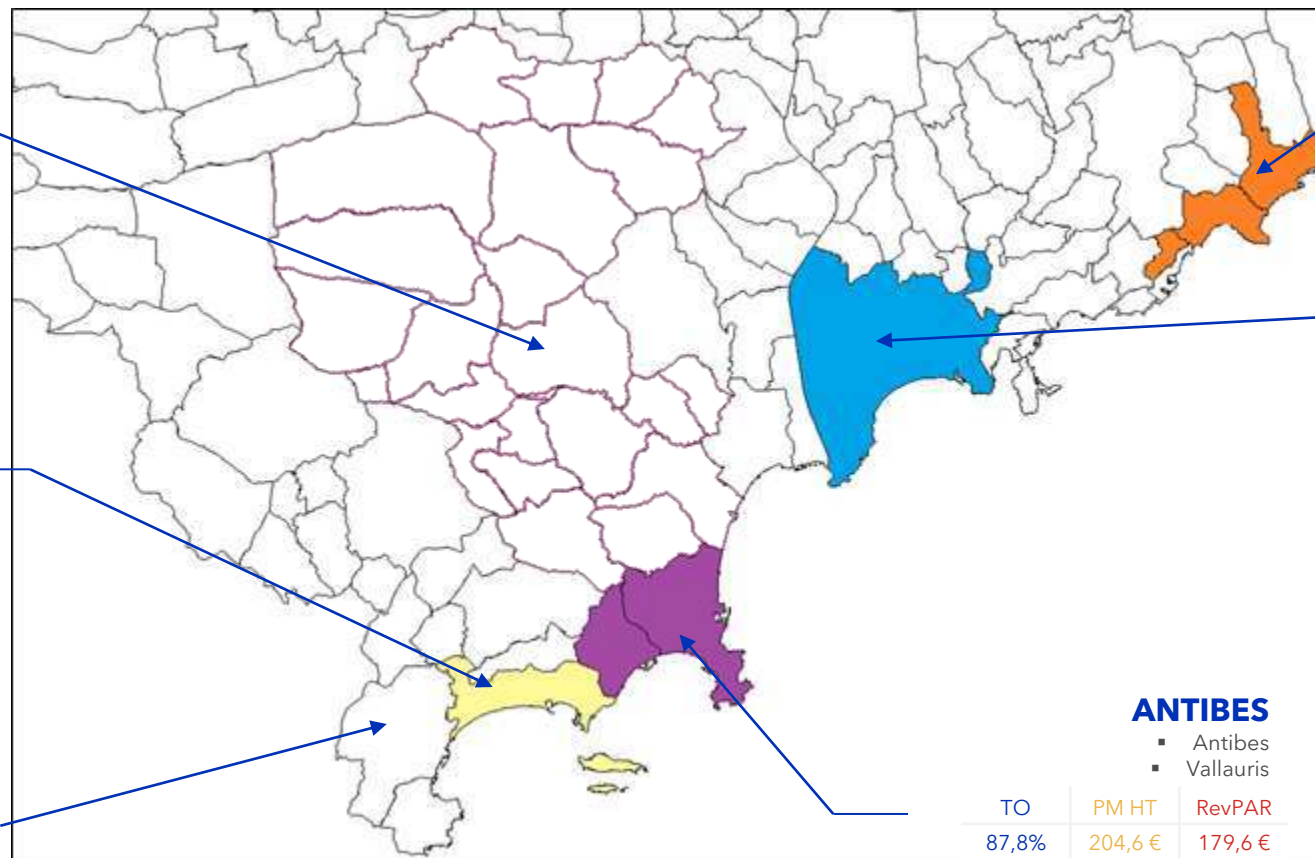 ANTIBES
▪ Antibes
▪ Vallauris
TO PM HT RevPAR
87,8% 204,6 € 179,6 €